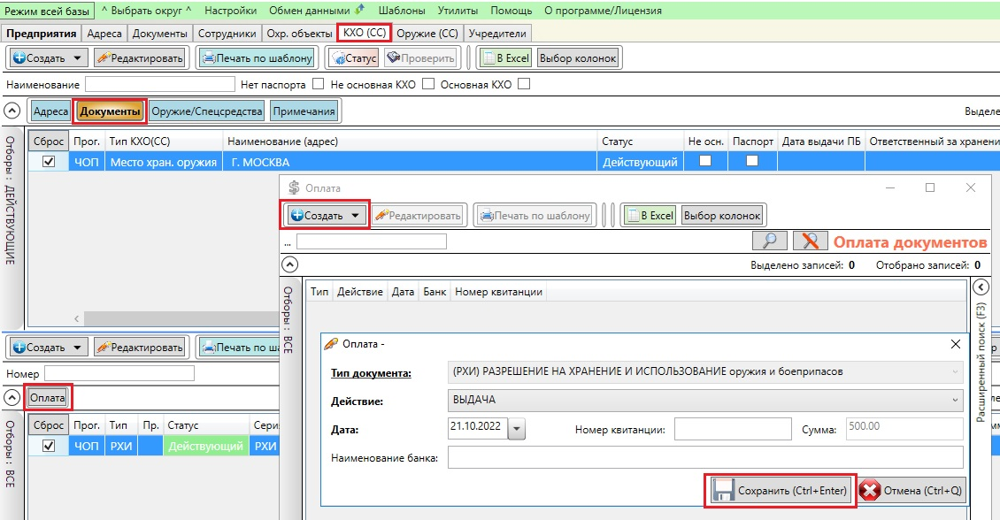 Режим всей базы ^ Выбрать округ ^ Настройки Обмен данными Шаблоны Утилиты Помощь О программе/Лицензия
Предприятия Адреса Документы Сотрудники Охр. объекты КХО (СС) Оружие (СС) Учредители
Создать Редактировать Печать по шаблону Статус Проверить В Excel Выбор колонок
Наименование Нет паспорта Не основная КХО Основная КХО
Адреса Документы Оружие/Спецсредства Примечания Выделе
Отборы : ДЕЙСТВУЮЩИЕ
Сброс Прог. Тип КХО(СС) Наименование (адрес) Статус Не осн. Паспорт Дата выдачи ПБ Ответственный за хранени
ЧОП Место хран. оружия Г. МОСКВА Действующий
Оплата
Создать Редактировать Печать по шаблону В Excel Выбор колонок
... Оплата документов
Выделено записей: 0 Отобрано записей: 0
Отборы : ВСЕ
Тип Действие Дата Банк Номер квитанции
Расширенный поиск (F3)
Оплата -
Тип документа: (РХИ) РАЗРЕШЕНИЕ НА ХРАНЕНИЕ И ИСПОЛЬЗОВАНИЕ оружия и боеприпасов
Действие: ВЫДАЧА
Дата: 21.10.2022 Номер квитанции: Сумма: 500.00
Наименование банка:
Сохранить (Ctrl+Enter) Отмена (Ctrl+Q)
Создать Редактировать Печать по ша
Номер
Оплата
Отборы : ВСЕ
Сброс Прог. Тип Пр. Статус Сери
ЧОП РХИ Действующий РХИ